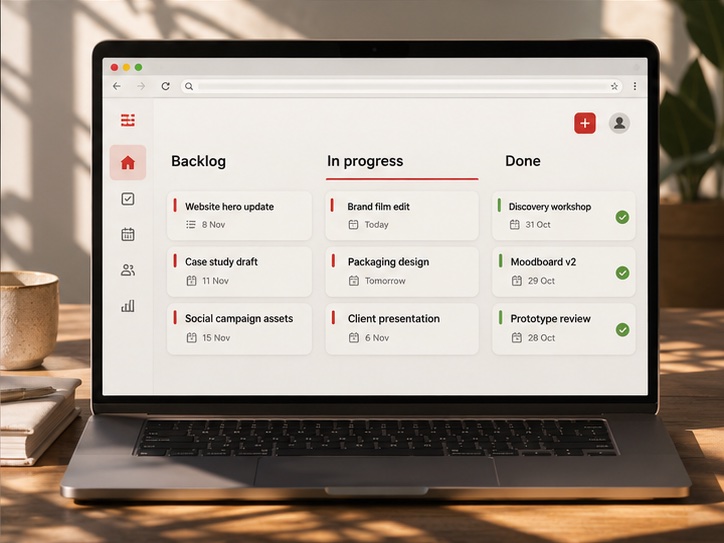 Backlog
Website hero update
8 Nov
Case study draft
11 Nov
Social campaign assets
15 Nov
In progress
Brand film edit
Today
Packaging design
Tomorrow
Client presentation
6 Nov
Done
Discovery workshop
31 Oct
Moodboard v2
29 Oct
Prototype review
28 Oct